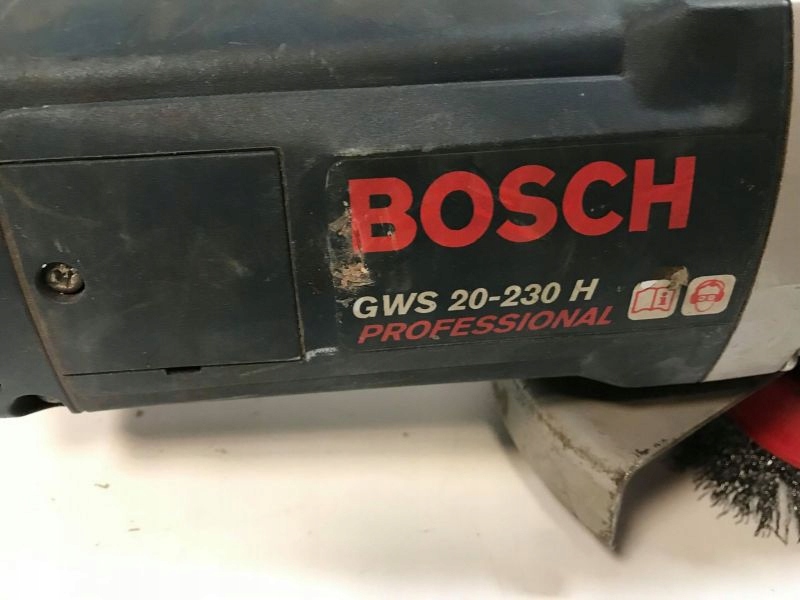 BOSCH
GWS 20-230 H
PROFESSIONAL